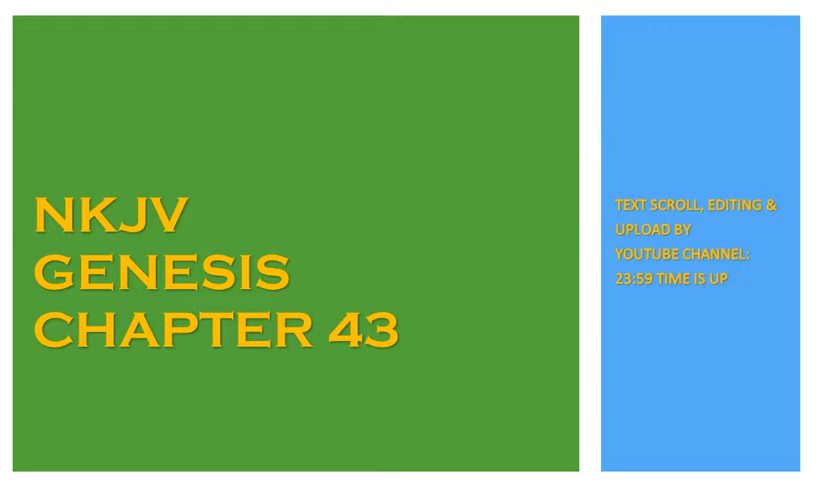 NKJV
GENESIS
CHAPTER 43
TEXT SCROLL, EDITING &
UPLOAD BY
YOUTUBE CHANNEL:
23:59 TIME IS UP